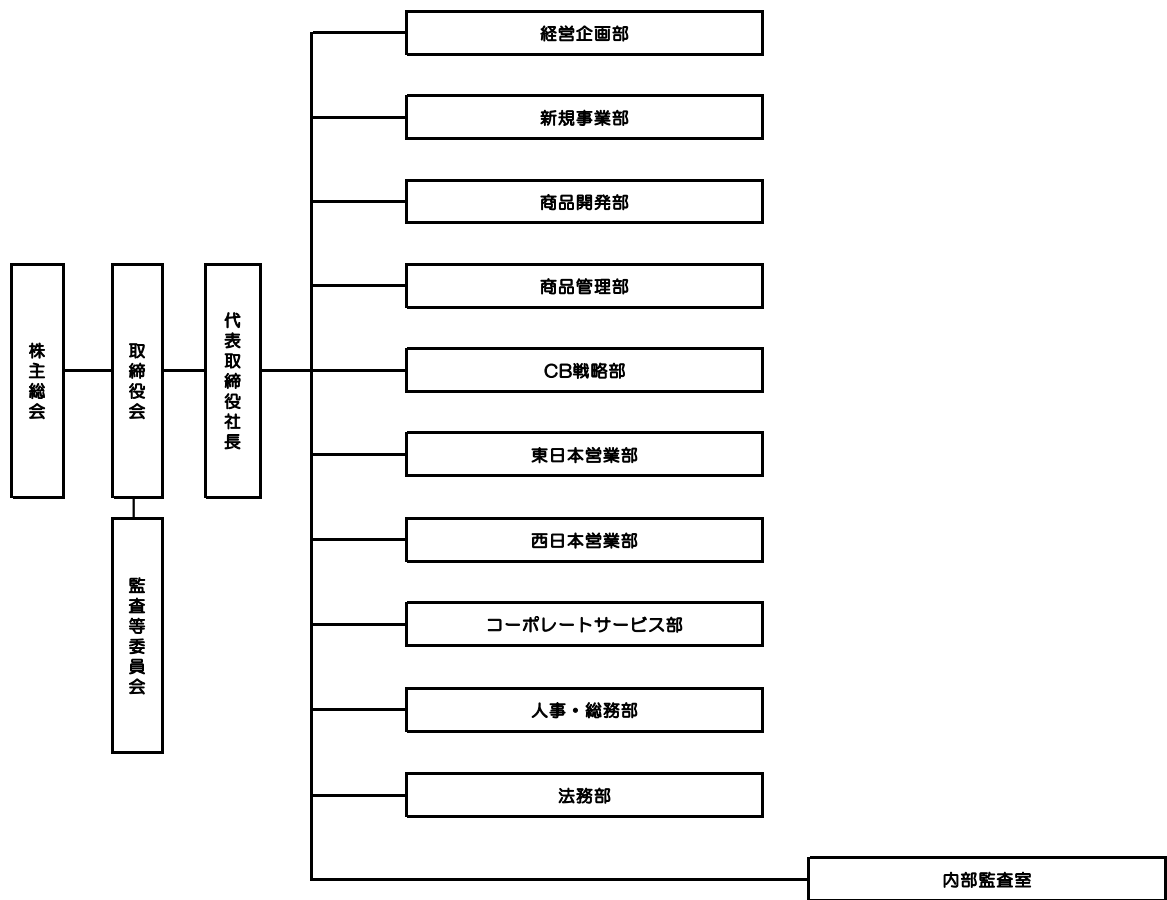 株主総会
取締役会
監査等委員会
代表取締役社長
経営企画部
新規事業部
商品開発部
商品管理部
CB戦略部
東日本営業部
西日本営業部
コーポレートサービス部
人事・総務部
法務部
内部監査室